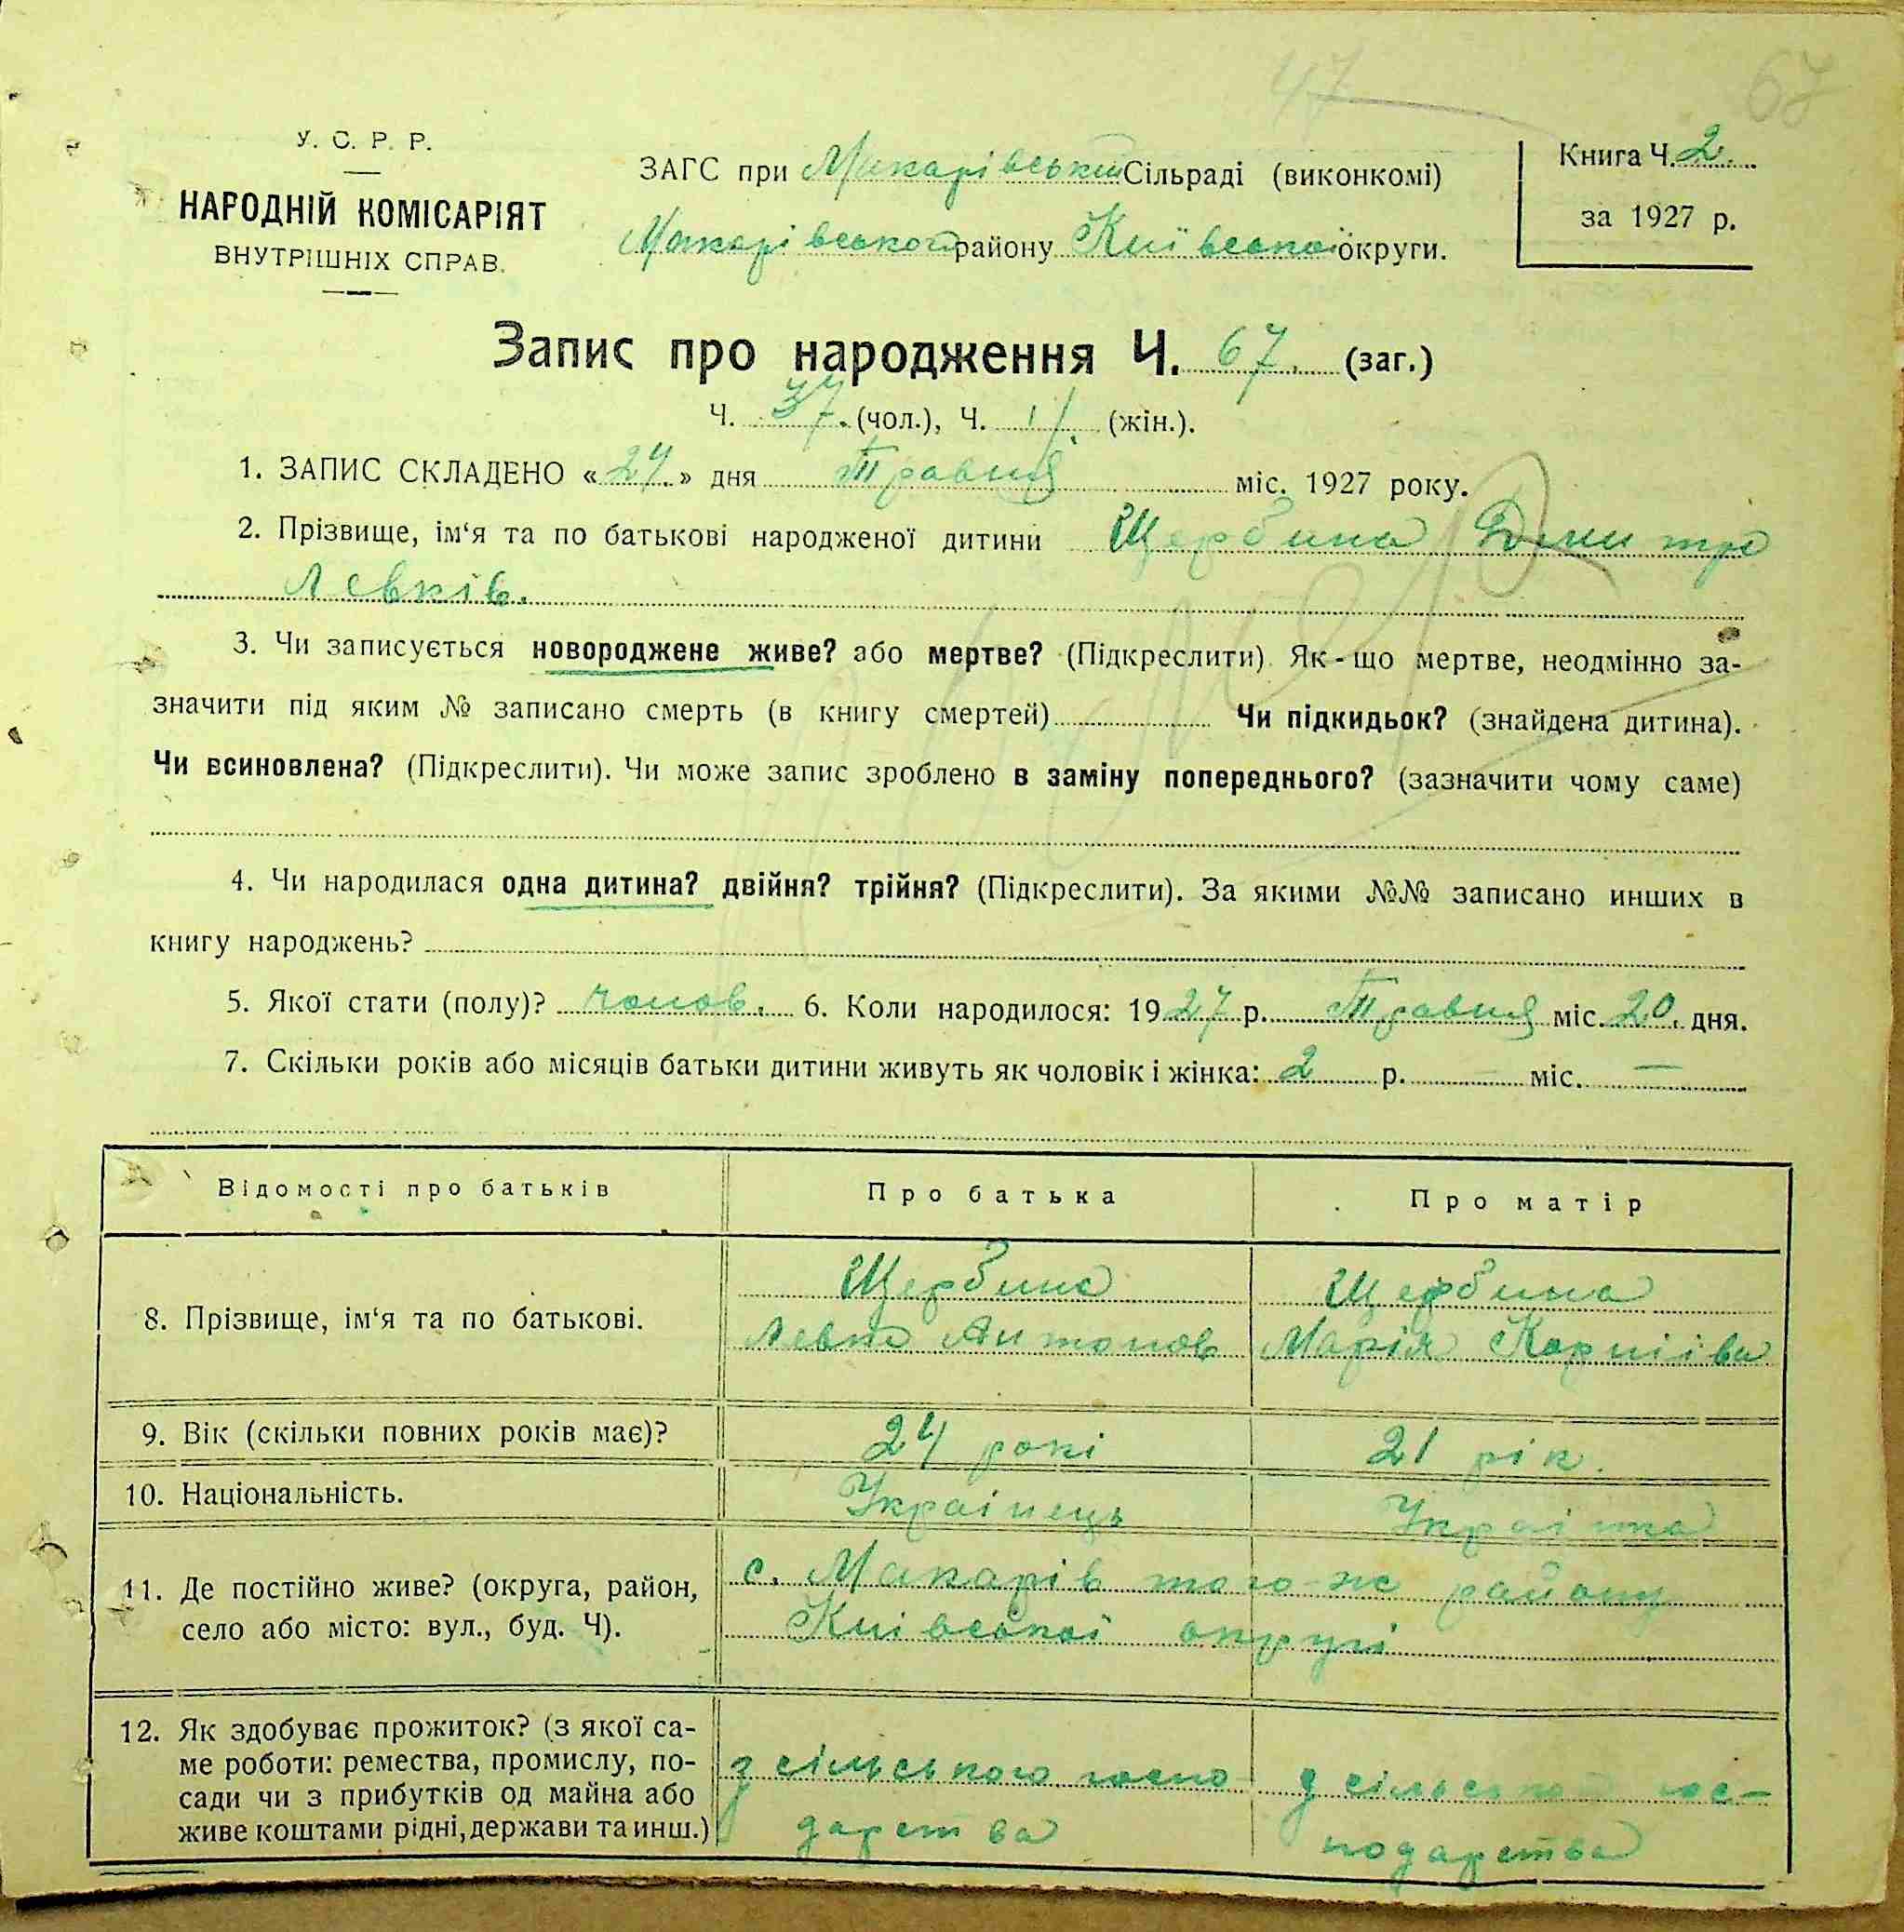 47 67
У. С. Р. Р.
НАРОДНІЙ КОМІСАРІЯТ
ВНУТРІШНІХ СПРАВ.
ЗАГС при Макарівській Сільраді (виконкомі)
Макарівського району Київської округи.
Книга Ч. 2.
за 1927 р.
Запис про народження Ч. 67. (заг.)
Ч. 37. (чол.), Ч. (жін.).
1. ЗАПИС СКЛАДЕНО «24.» дня Травня міс. 1927 року.
2. Прізвище, ім‘я та по батькові народженої дитини Щербина Дмитро
Левків.
3. Чи записується новороджене живе? або мертве? (Підкреслити) Як-що мертве, неодмінно за-
значити під яким № записано смерть (в книгу смертей) Чи підкидьок? (знайдена дитина).
Чи всиновлена? (Підкреслити). Чи може запис зроблено в заміну попереднього? (зазначити чому саме)
4. Чи народилася одна дитина? двійня? трійня? (Підкреслити). За якими №№ записано инших в
книгу народжень?
5. Якої стати (полу)? чолов. 6. Коли народилося: 1927 р. Травня міс. 20. дня.
7. Скільки років або місяців батьки дитини живуть як чоловік і жінка: 2 р. — міс. —
Відомості про батьків Про батька Про матір
8. Прізвище, ім‘я та по батькові.
Щербина
Левко Антонов
Щербина
Марія Корніїва
9. Вік (скільки повних років має)? 24 рокі 21 рік.
10. Національність. Украінець Украінка
11. Де постійно живе? (округа, район,
село або місто: вул., буд. Ч).
с. Макарів того-ж району
Киівської округі
12. Як здобуває прожиток? (з якої са-
ме роботи: ремества, промислу, по-
сади чи з прибутків од майна або
живе коштами рідні, держави та инш.)
з сільського госпо
дарства
з сільського гос-
подарства